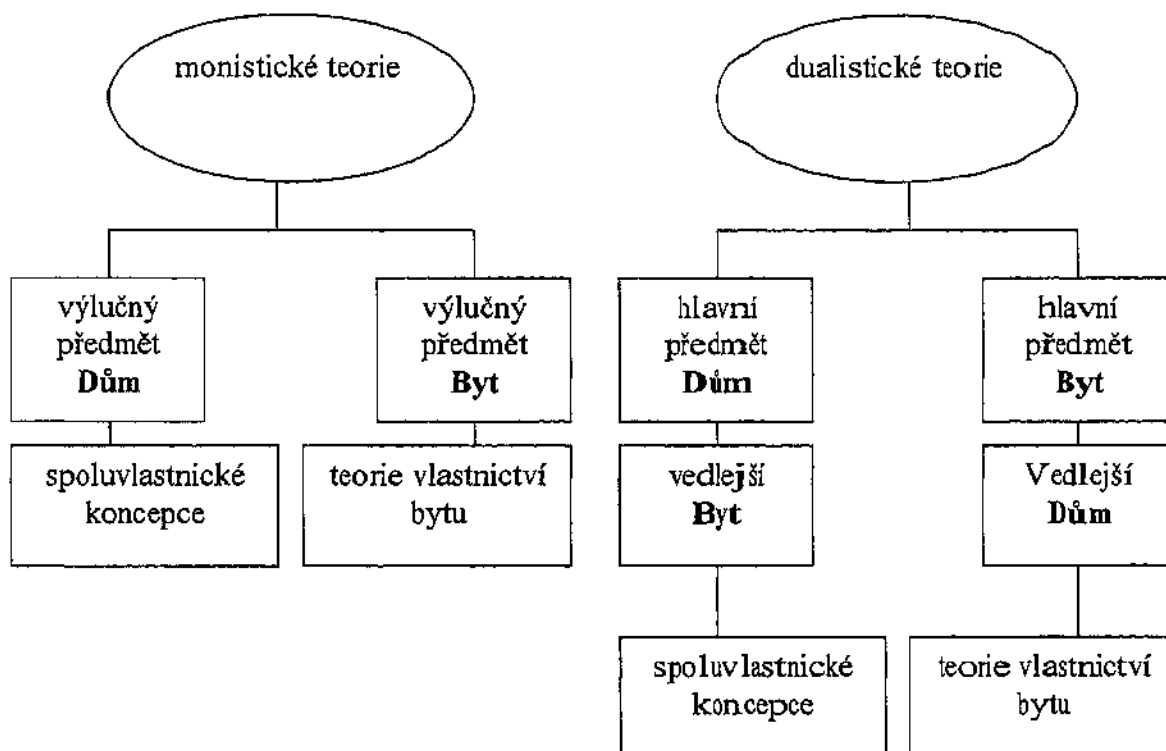 monistické teorie
dualistické teorie
výlučný
předmět
Dům
výlučný
předmět
Byt
hlavní
předmět
Dům
hlavní
předmět
Byt
spoluvlastnické
koncepce
teorie vlastnictví
bytu
vedlejší
Byt
Vedlejší
Dům
spoluvlastnické
koncepce
teorie vlastnictví
bytu